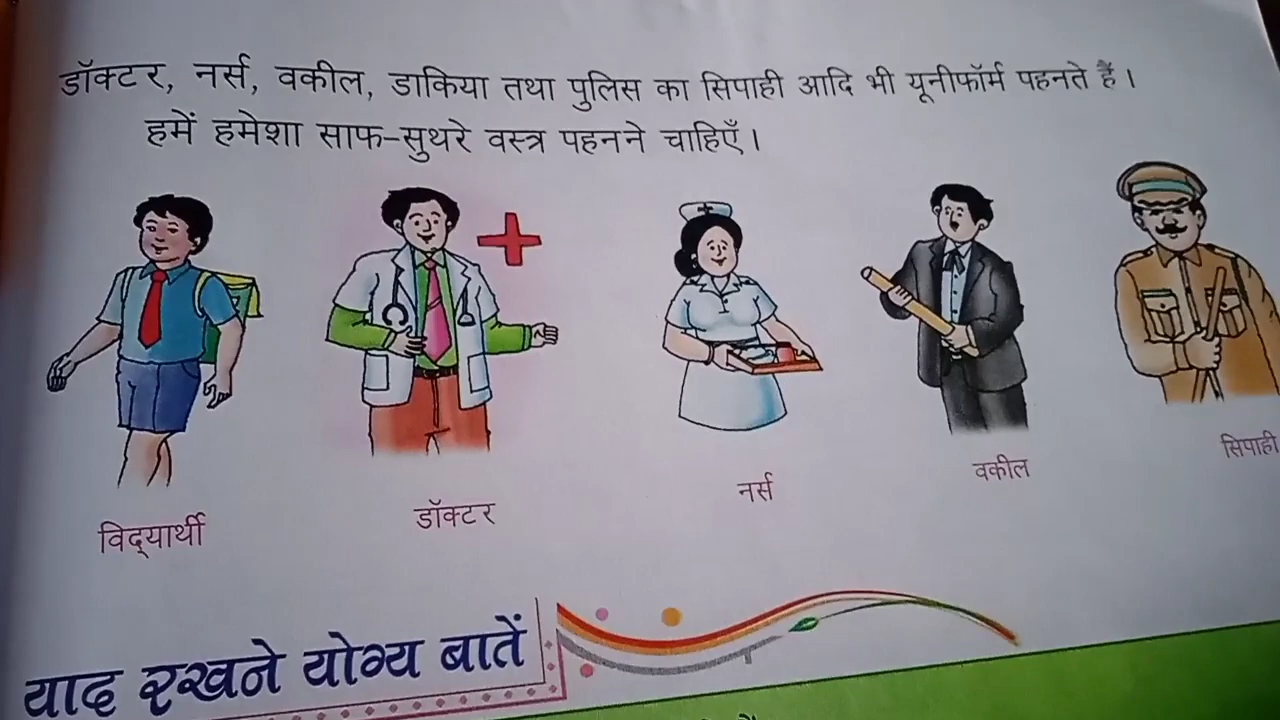 डॉक्टर, नर्स, वकील, डाकिया तथा पुलिस का सिपाही आदि भी यूनीफॉर्म पहनते हैं।
हमें हमेशा साफ-सुथरे वस्त्र पहनने चाहिएँ।
विद्‌यार्थी
डॉक्टर
नर्स
वकील
सिपाही
याद रखने योग्य बातें